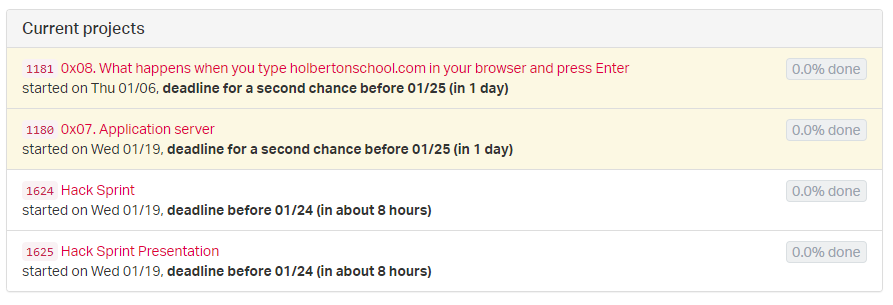 Current projects
1181 0x08. What happens when you type holbertonschool.com in your browser and press Enter 0.0% done
started on Thu 01/06, deadline for a second chance before 01/25 (in 1 day)
1180 0x07. Application server 0.0% done
started on Wed 01/19, deadline for a second chance before 01/25 (in 1 day)
1624 Hack Sprint 0.0% done
started on Wed 01/19, deadline before 01/24 (in about 8 hours)
1625 Hack Sprint Presentation 0.0% done
started on Wed 01/19, deadline before 01/24 (in about 8 hours)